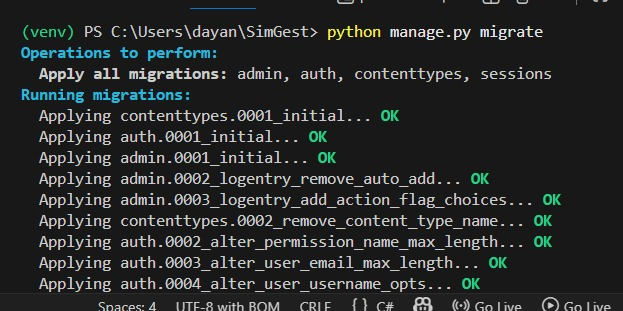 (venv) PS C:\Users\dayan\SimGest> python manage.py migrate
Operations to perform:
  Apply all migrations: admin, auth, contenttypes, sessions
Running migrations:
  Applying contenttypes.0001_initial... OK
  Applying auth.0001_initial... OK
  Applying admin.0001_initial... OK
  Applying admin.0002_logentry_remove_auto_add... OK
  Applying admin.0003_logentry_add_action_flag_choices... OK
  Applying contenttypes.0002_remove_content_type_name... OK
  Applying auth.0002_alter_permission_name_max_length... OK
  Applying auth.0003_alter_user_email_max_length... OK
  Applying auth.0004_alter_user_username_opts... OK
Spaces: 4 UTF-8 with BOM CRLF { } C# Go Live Go Live